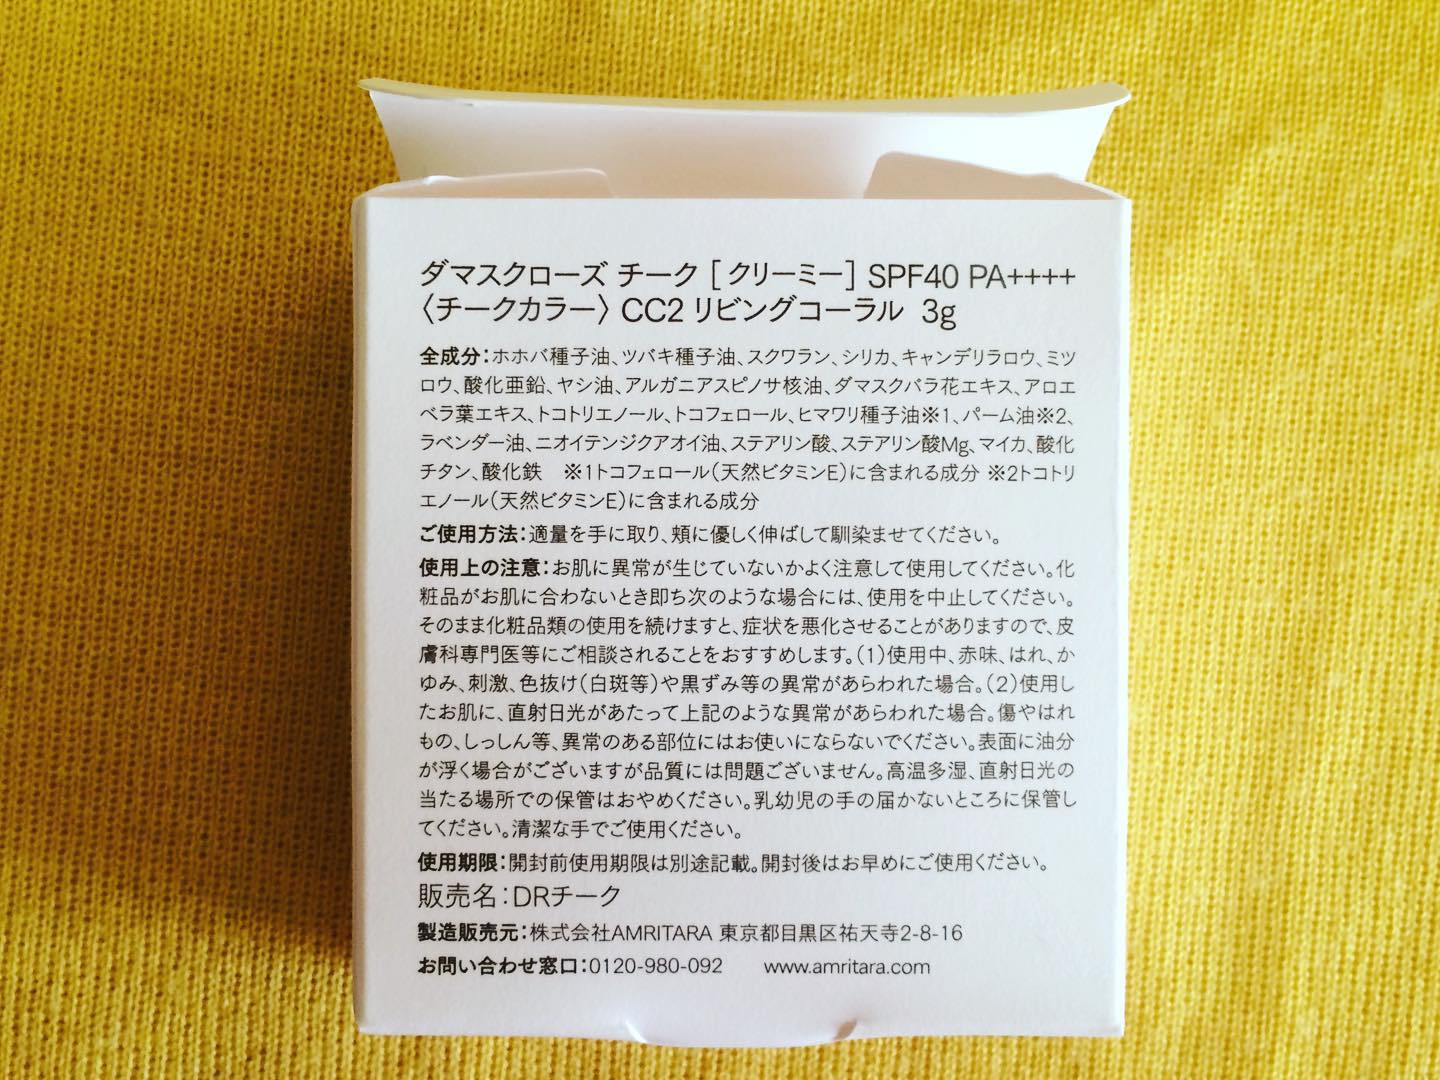 ダマスクローズ チーク [クリーミー] SPF40 PA++++
〈チークカラー〉 CC2 リビングコーラル 3g
全成分：ホホバ種子油、ツバキ種子油、スクワラン、シリカ、キャンデリラロウ、ミツ
ロウ、酸化亜鉛、ヤシ油、アルガニアスピノサ核油、ダマスクバラ花エキス、アロエ
ベラ葉エキス、トコトリエノール、トコフェロール、ヒマワリ種子油※1、パーム油※2、
ラベンダー油、ニオイテンジクアオイ油、ステアリン酸、ステアリン酸Mg、マイカ、酸化
チタン、酸化鉄 ※1トコフェロール（天然ビタミンE）に含まれる成分 ※2トコトリ
エノール（天然ビタミンE）に含まれる成分
ご使用方法：適量を手に取り、頬に優しく伸ばして馴染ませてください。
使用上の注意：お肌に異常が生じていないかよく注意して使用してください。化
粧品がお肌に合わないとき即ち次のような場合には、使用を中止してください。
そのまま化粧品類の使用を続けますと、症状を悪化させることがありますので、皮
膚科専門医等にご相談されることをおすすめします。（1）使用中、赤味、はれ、か
ゆみ、刺激、色抜け（白斑等）や黒ずみ等の異常があらわれた場合。（2）使用し
たお肌に、直射日光があたって上記のような異常があらわれた場合。傷やはれ
もの、しっしん等、異常のある部位にはお使いにならないでください。表面に油分
が浮く場合がございますが品質には問題ございません。高温多湿、直射日光の
当たる場所での保管はおやめください。乳幼児の手の届かないところに保管し
てください。清潔な手でご使用ください。
使用期限：開封前使用期限は別途記載。開封後はお早めにご使用ください。
販売名：DRチーク
製造販売元：株式会社AMRITARA 東京都目黒区祐天寺2-8-16
お問い合わせ窓口：0120-980-092 www.amritara.com